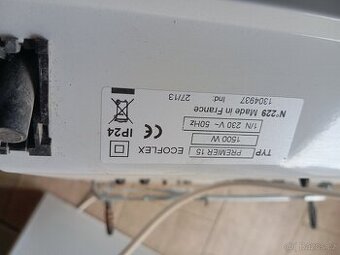 TYP PREMIER 15
ECOFLEX
1500 W
1/N 230 V~ 50Hz
CE
IP24
N°229 Made in France
1304937 Ind: 27/13